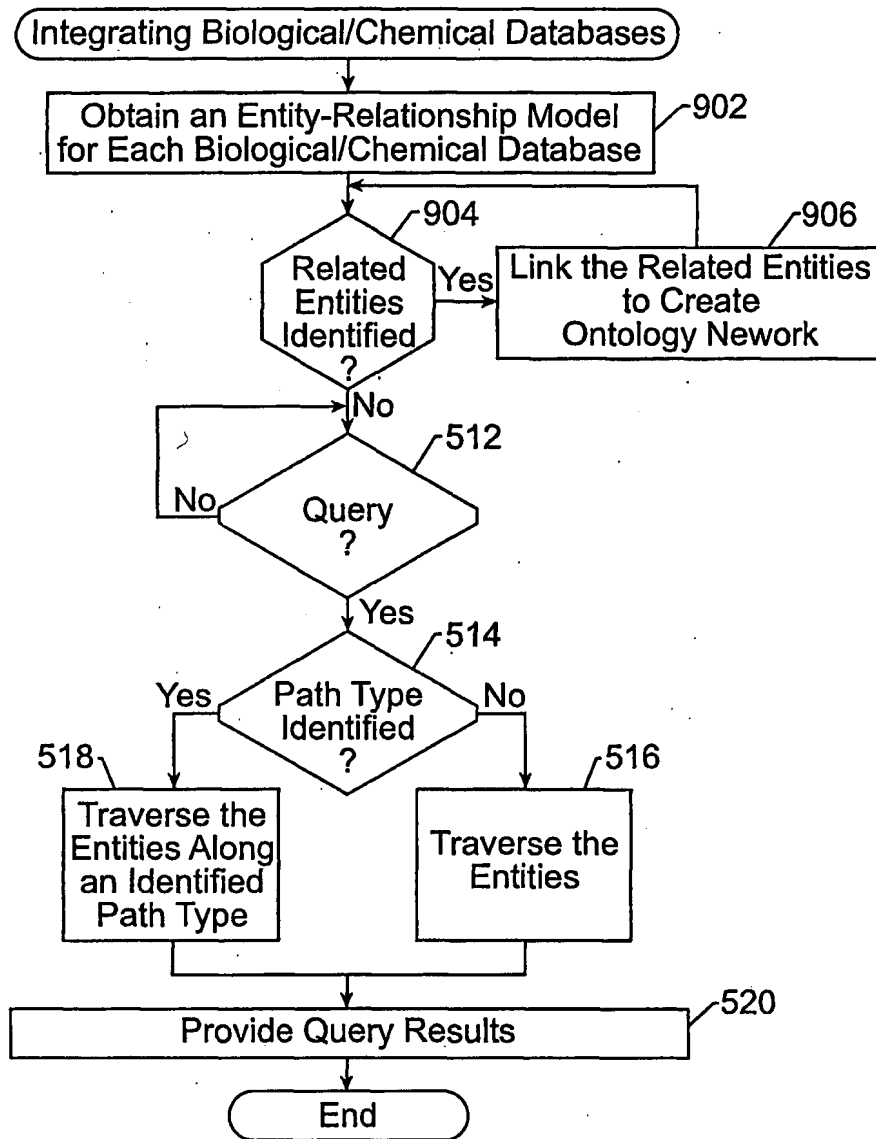 Integrating Biological/Chemical Databases
Obtain an Entity-Relationship Model
for Each Biological/Chemical Database
902
904
Related
Entities
Identified
?
Yes
906
Link the Related Entities
to Create
Ontology Nework
No
512
No
Query
?
Yes
514
Yes
Path Type
Identified
?
No
518
Traverse the
Entities Along
an Identified
Path Type
516
Traverse the
Entities
520
Provide Query Results
End